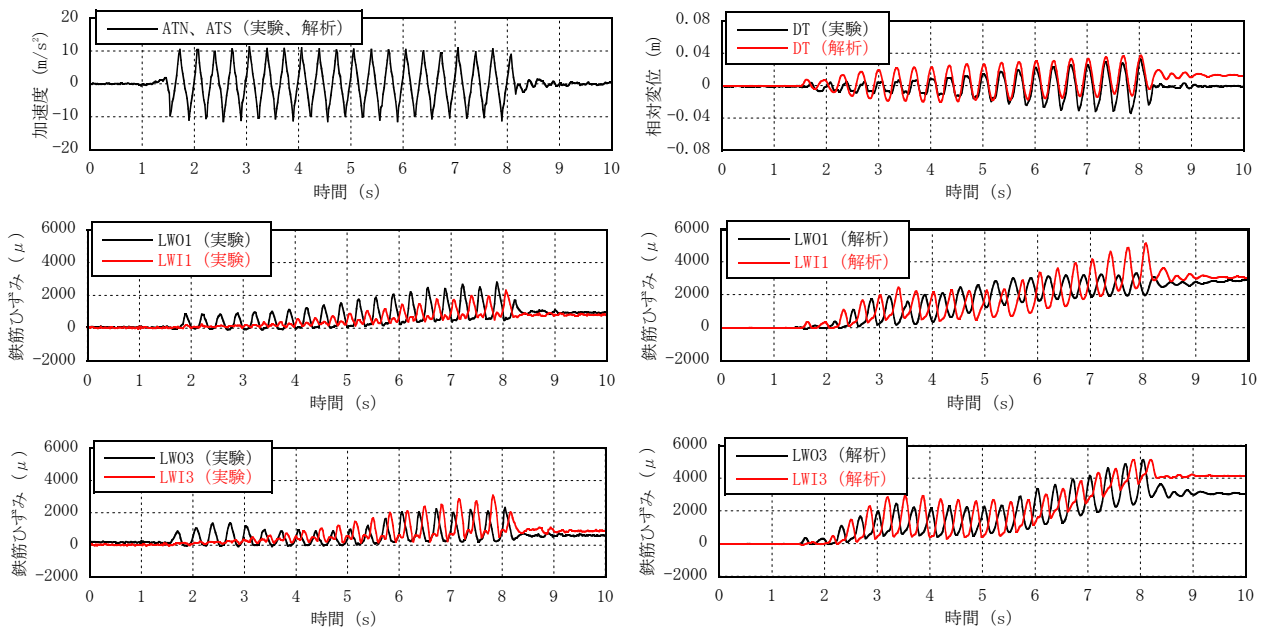 ATN、ATS (実験、解析)
加速度 (m/s²)
20
10
0
-10
-20
0 1 2 3 4 5 6 7 8 9 10
時間 (s)
DT (実験)
DT (解析)
相対変位 (m)
0.08
0.04
0
-0.04
-0.08
0 1 2 3 4 5 6 7 8 9 10
時間 (s)
LWO1 (実験)
LWI1 (実験)
鉄筋ひずみ (μ)
6000
4000
2000
0
-2000
0 1 2 3 4 5 6 7 8 9 10
時間 (s)
LWO1 (解析)
LWI1 (解析)
鉄筋ひずみ (μ)
6000
4000
2000
0
-2000
0 1 2 3 4 5 6 7 8 9 10
時間 (s)
LWO3 (実験)
LWI3 (実験)
鉄筋ひずみ (μ)
6000
4000
2000
0
-2000
0 1 2 3 4 5 6 7 8 9 10
時間 (s)
LWO3 (解析)
LWI3 (解析)
鉄筋ひずみ (μ)
6000
4000
2000
0
-2000
0 1 2 3 4 5 6 7 8 9 10
時間 (s)